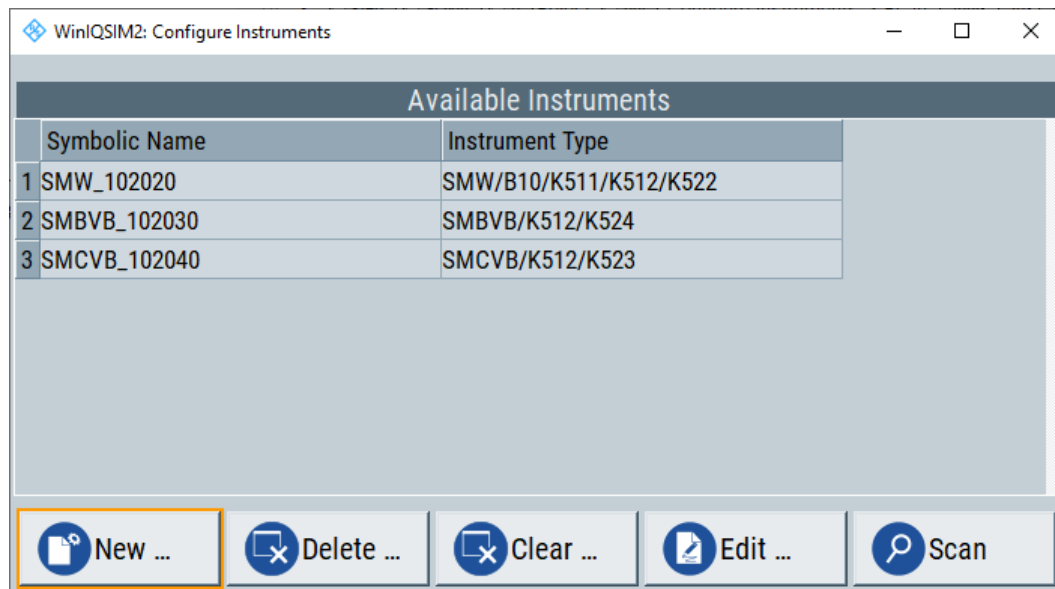 WinIQSIM2: Configure Instruments
Available Instruments
Symbolic Name Instrument Type
1 SMW_102020 SMW/B10/K511/K512/K522
2 SMBVB_102030 SMBVB/K512/K524
3 SMCVB_102040 SMCVB/K512/K523
New ... Delete ... Clear ... Edit ... Scan